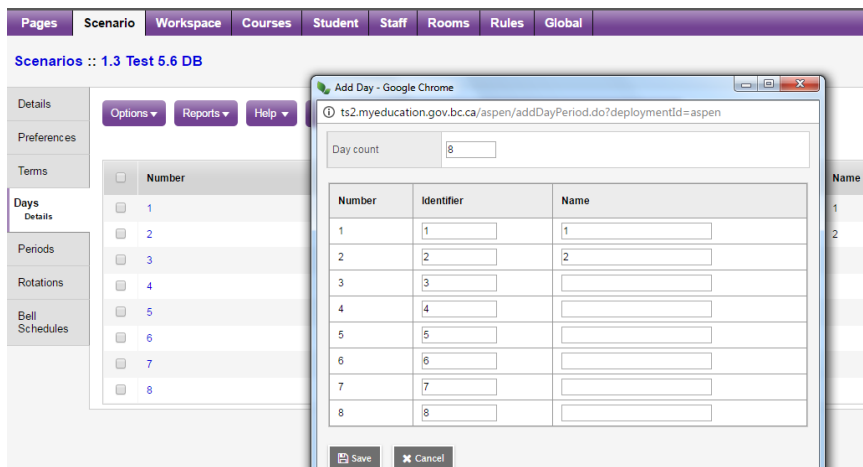 Pages Scenario Workspace Courses Student Staff Rooms Rules Global
Scenarios :: 1.3 Test 5.6 DB
Details
Preferences
Terms
Days
Details
Periods
Rotations
Bell
Schedules
Options Reports Help
Number Name
1 1
2 2
3
4
5
6
7
8
Add Day - Google Chrome
ts2.myeducation.gov.bc.ca/aspen/addDayPeriod.do?deploymentId=aspen
Day count 8
Number Identifier Name
1 1 1
2 2 2
3 3
4 4
5 5
6 6
7 7
8 8
Save Cancel